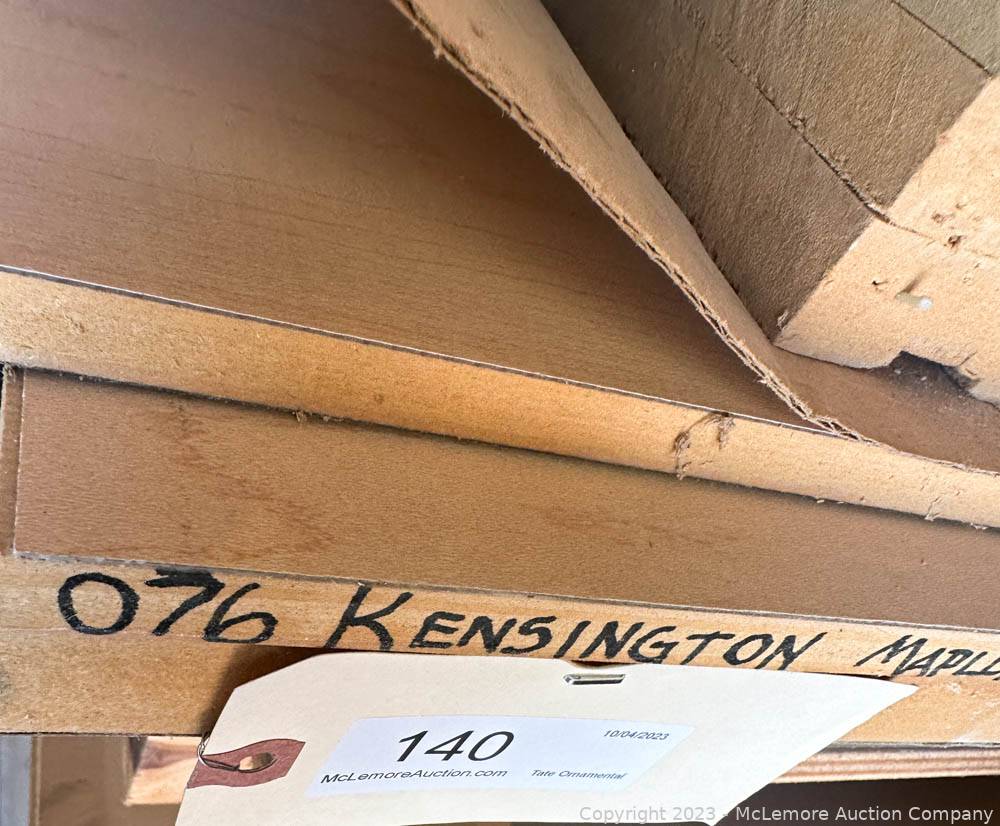 076 KENSINGTON
140
10/04/2023
McLemoreAuction.com Tate Ornamental
Copyright 2023 - McLemore Auction Company